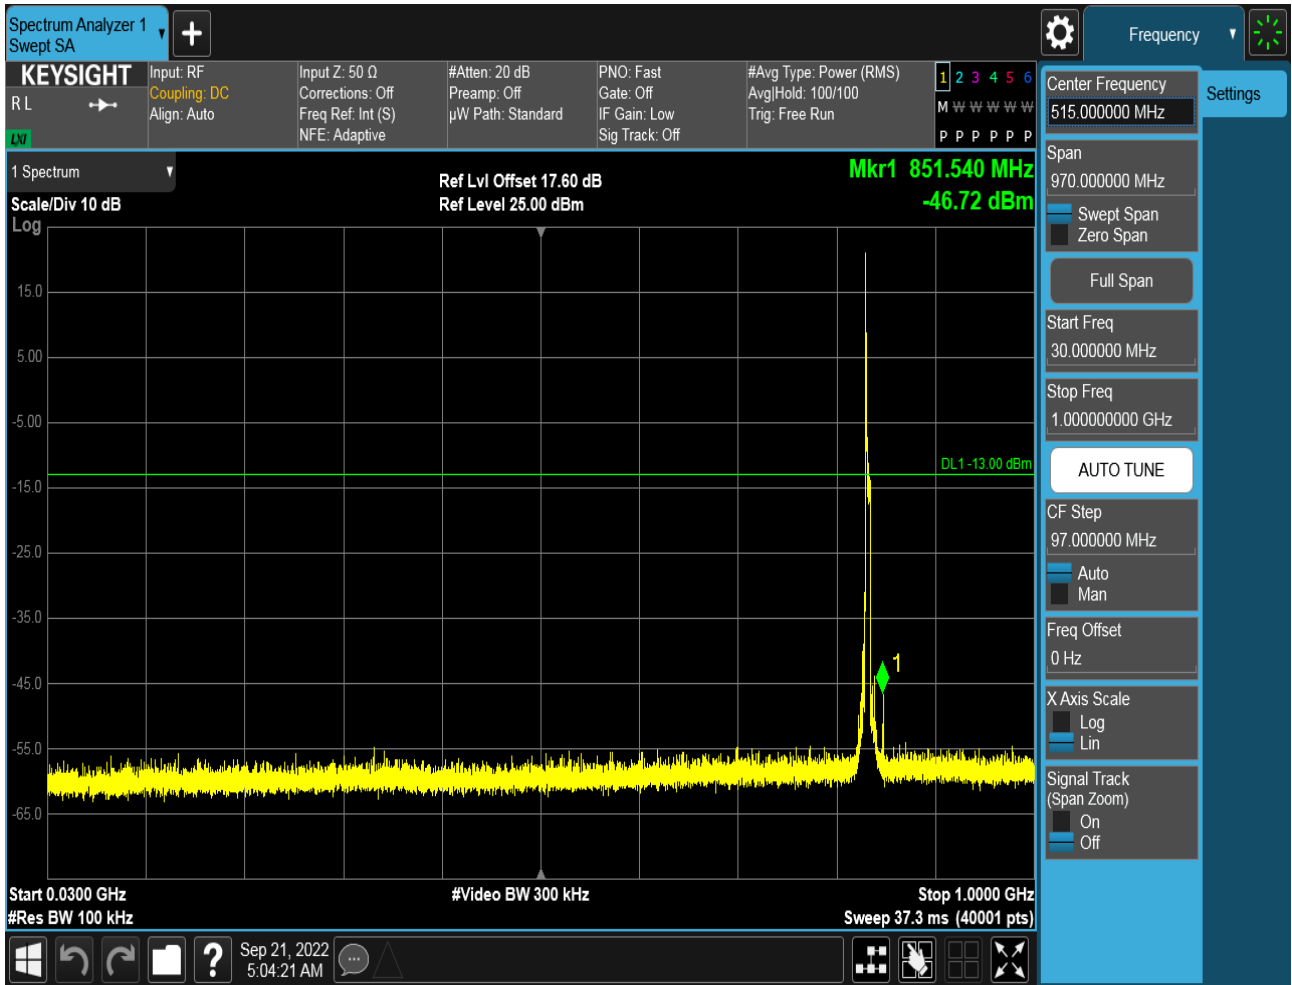 Spectrum Analyzer 1
Swept SA
Frequency
KEYSIGHT
R L
LXI
Input: RF
Coupling: DC
Align: Auto
Input Z: 50 Ω
Corrections: Off
Freq Ref: Int (S)
NFE: Adaptive
#Atten: 20 dB
Preamp: Off
µW Path: Standard
PNO: Fast
Gate: Off
IF Gain: Low
Sig Track: Off
#Avg Type: Power (RMS)
Avg|Hold: 100/100
Trig: Free Run
1 2 3 4 5 6
M W W W W W
P P P P P P
1 Spectrum
Scale/Div 10 dB
Log
Ref Lvl Offset 17.60 dB
Ref Level 25.00 dBm
Mkr1 851.540 MHz
-46.72 dBm
15.0
5.00
-5.00
DL1 -13.00 dBm
-15.0
-25.0
-35.0
1
-45.0
-55.0
-65.0
Start 0.0300 GHz
#Res BW 100 kHz
#Video BW 300 kHz
Stop 1.0000 GHz
Sweep 37.3 ms (40001 pts)
Center Frequency
515.000000 MHz
Settings
Span
970.000000 MHz
Swept Span
Zero Span
Full Span
Start Freq
30.000000 MHz
Stop Freq
1.000000000 GHz
AUTO TUNE
CF Step
97.000000 MHz
Auto
Man
Freq Offset
0 Hz
X Axis Scale
Log
Lin
Signal Track
(Span Zoom)
On
Off
?
Sep 21, 2022
5:04:21 AM